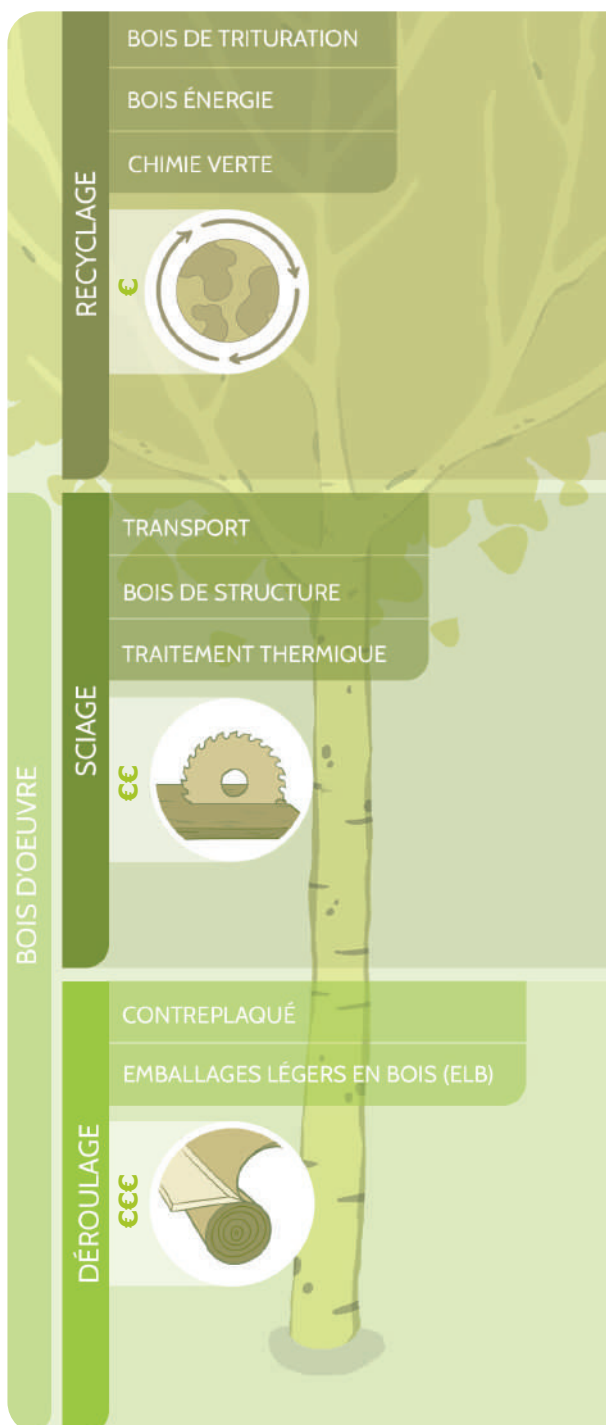 BOIS DE TRITURATION
BOIS ÉNERGIE
CHIMIE VERTE
RECYCLAGE
€
TRANSPORT
BOIS DE STRUCTURE
TRAITEMENT THERMIQUE
SCIAGE
€€
BOIS D'OEUVRE
CONTREPLAQUÉ
EMBALLAGES LÉGERS EN BOIS (ELB)
DÉROULAGE
€€€